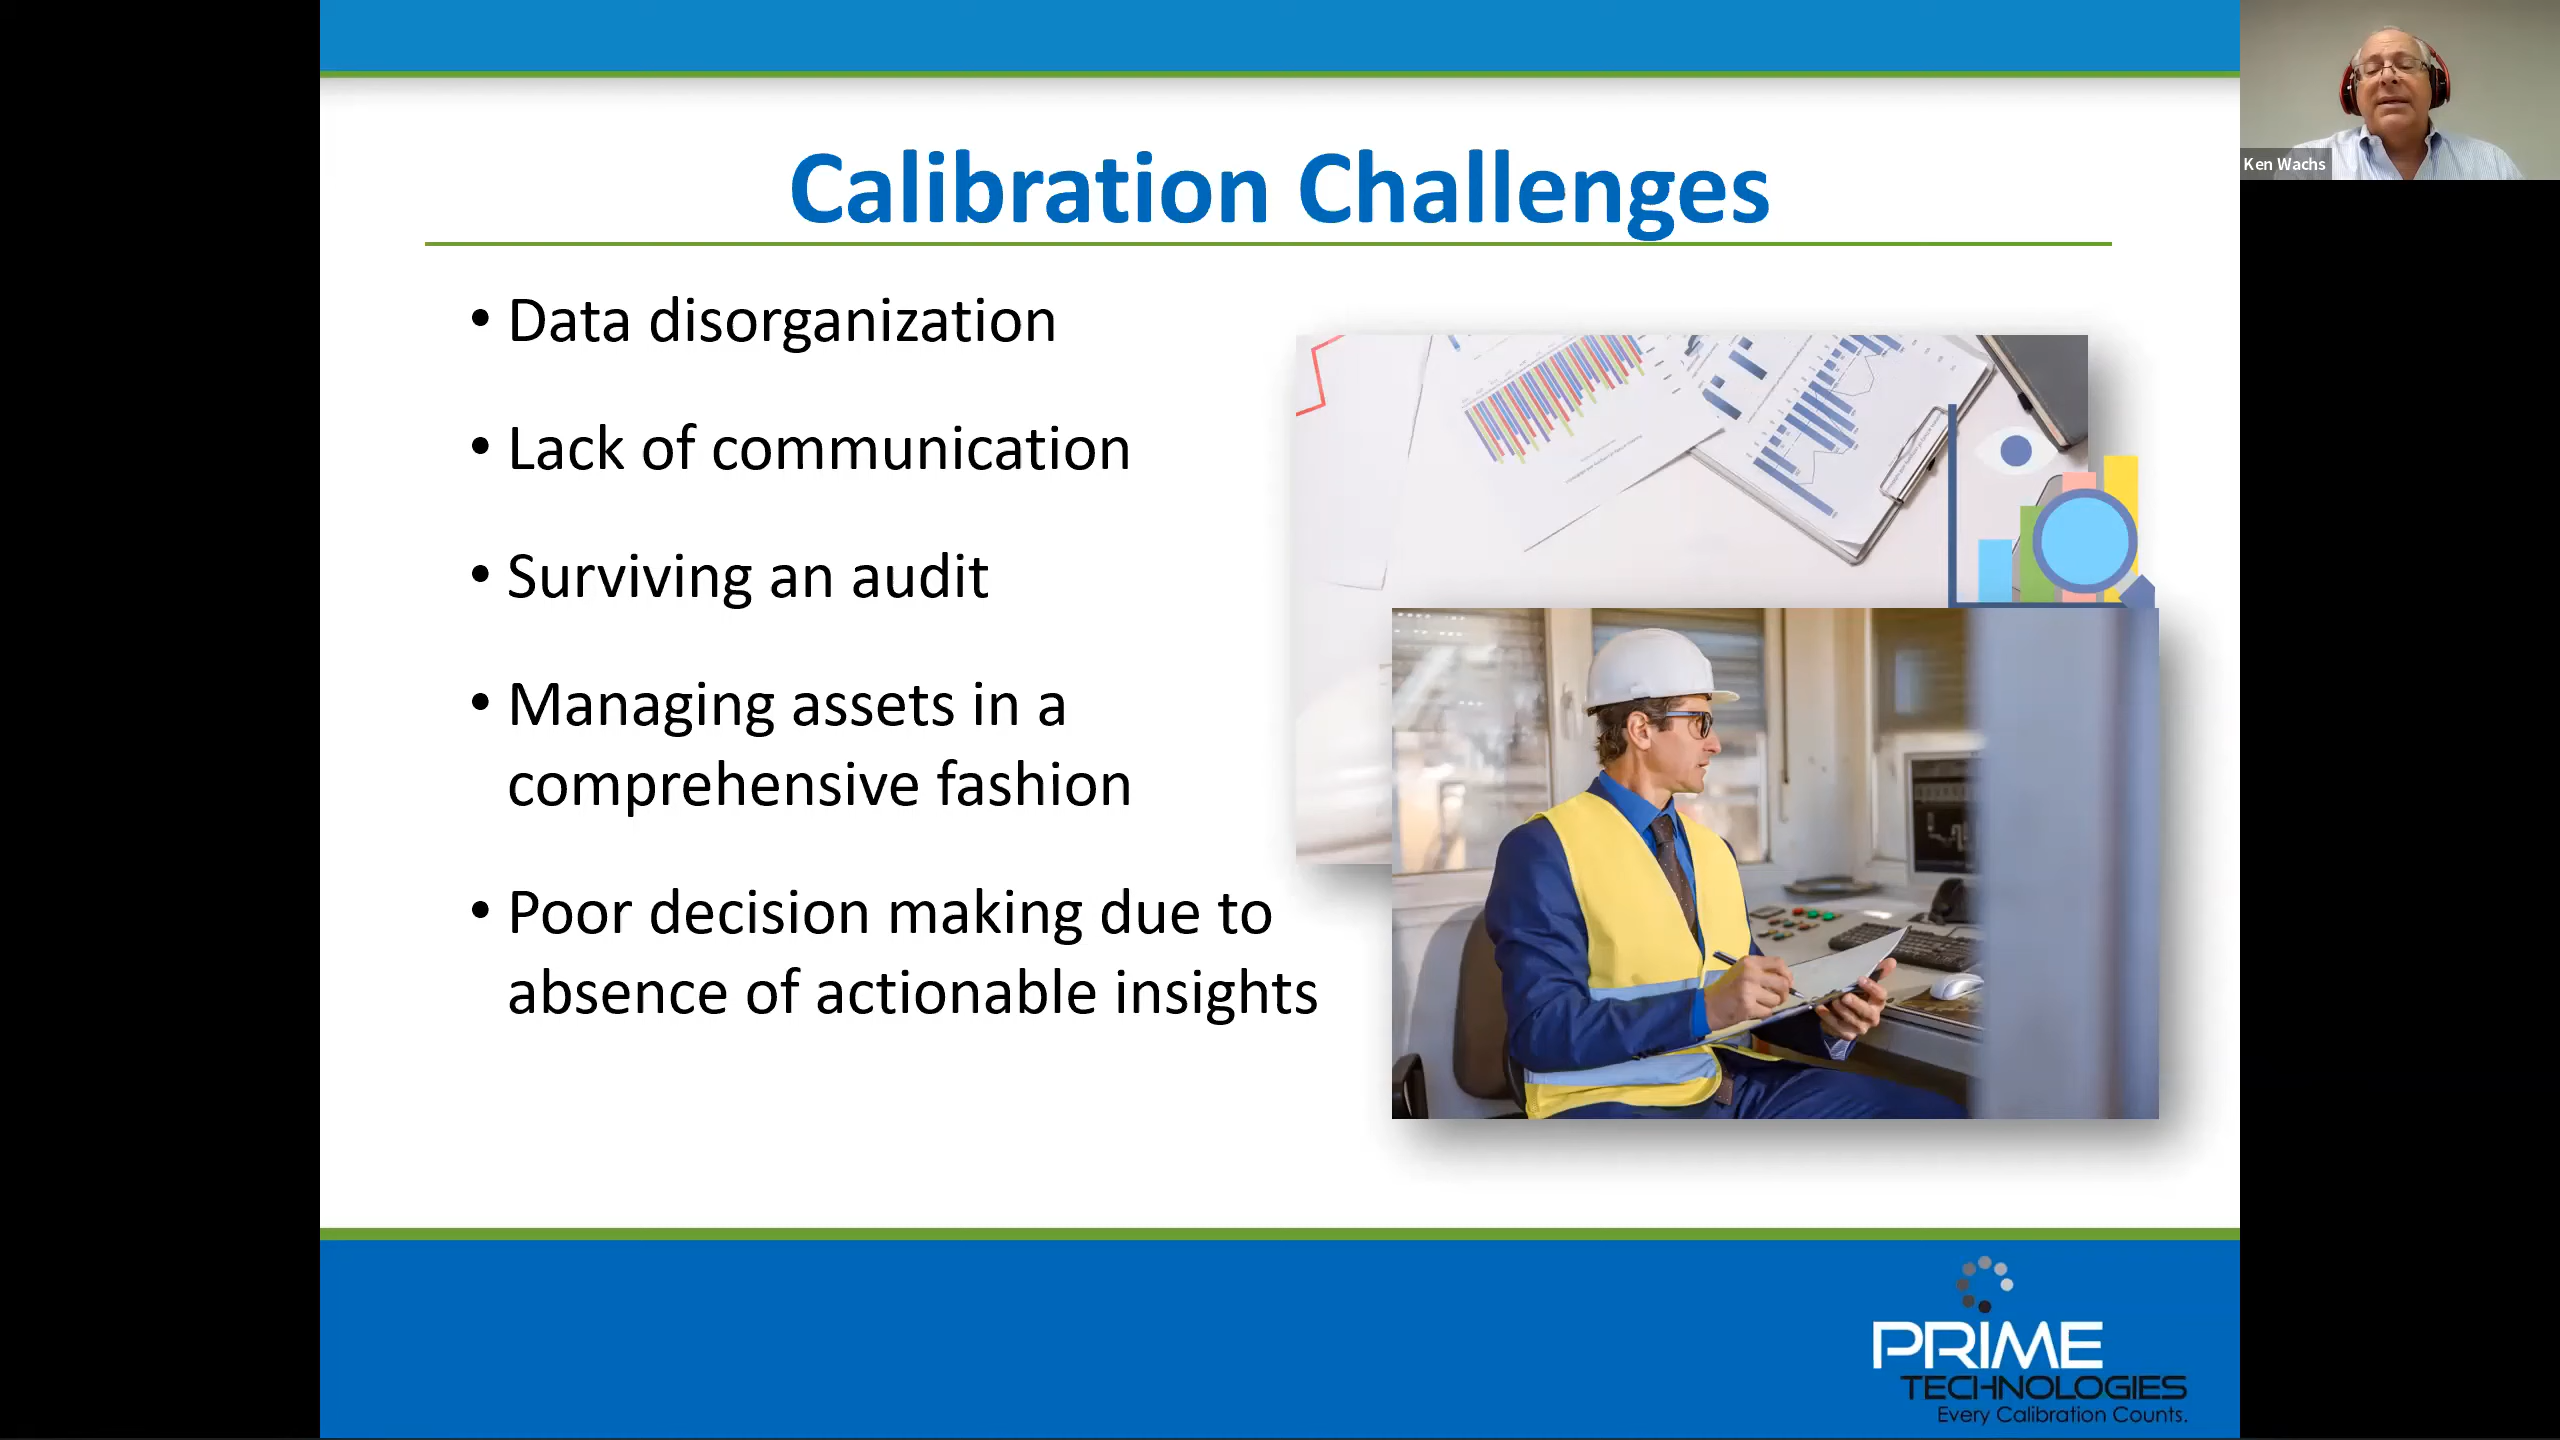 Calibration Challenges
Ken Wachs
• Data disorganization
• Lack of communication
• Surviving an audit
• Managing assets in a
comprehensive fashion
• Poor decision making due to
absence of actionable insights
PRIME
TECHNOLOGIES
Every Calibration Counts.